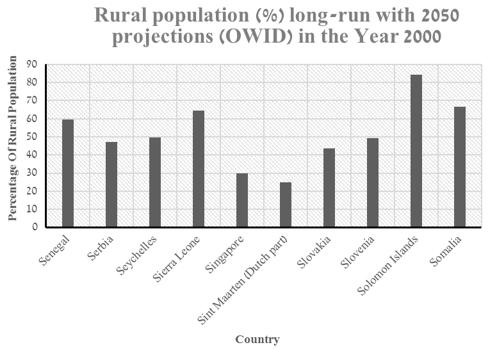 Rural population (%) long-run with 2050
projections (OWID) in the Year 2000
Percentage Of Rural Population
90
80
70
60
50
40
30
20
10
0
Senegal
Serbia
Seychelles
Sierra Leone
Singapore
Sint Maarten (Dutch part)
Slovakia
Slovenia
Solomon Islands
Somalia
Country